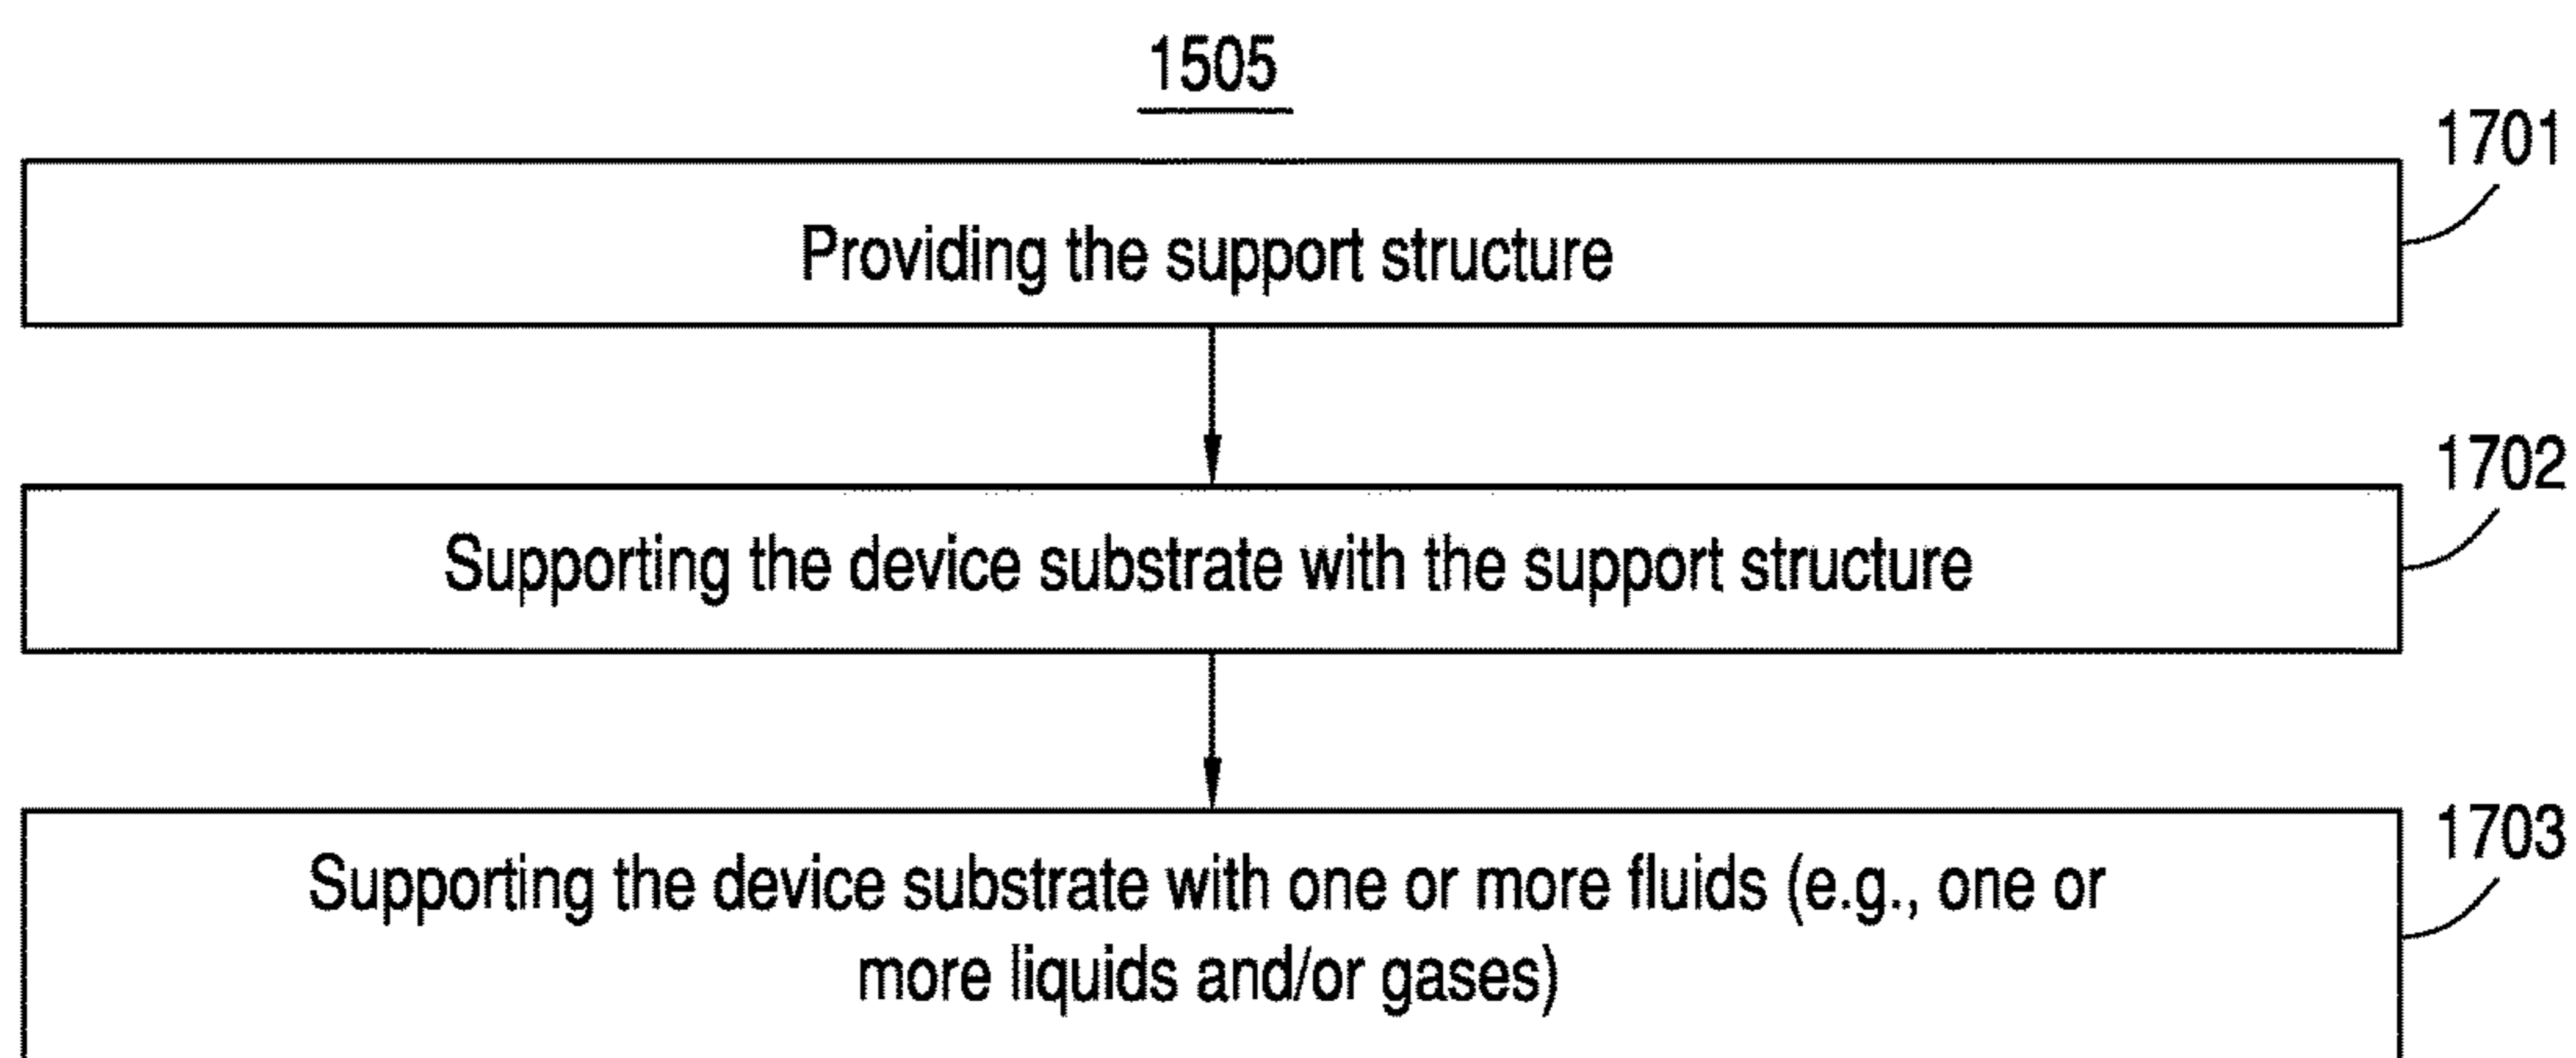 1505
1701
Providing the support structure
1702
Supporting the device substrate with the support structure
1703
Supporting the device substrate with one or more fluids (e.g., one or
more liquids and/or gases)